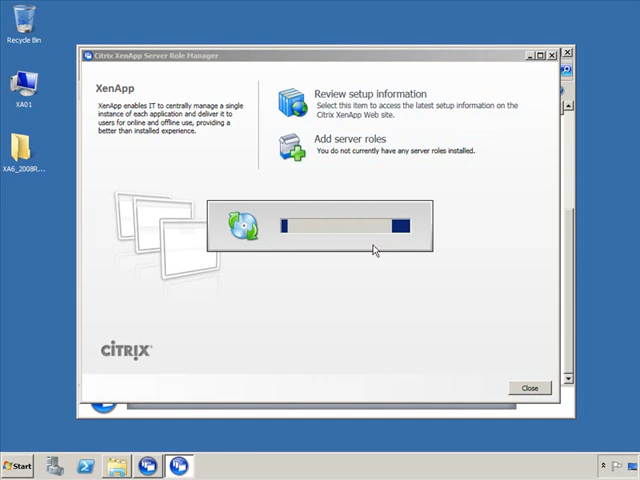 Recycle Bin
XA01
XA6_2008R...
Citrix XenApp Server Role Manager
XenApp
XenApp enables IT to centrally manage a single
instance of each application and deliver it to
users for online and offline use, providing a
better than installed experience.
Review setup information
Select this item to access the latest setup information on the
Citrix XenApp Web site.
Add server roles
You do not currently have any server roles installed.
CİTRIX
Close
Start